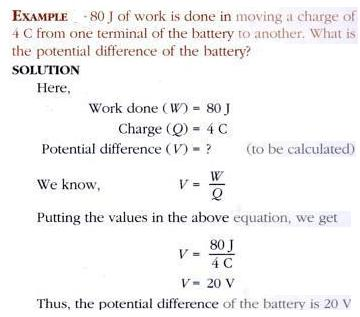 EXAMPLE - 80 J of work is done in moving a charge of
4 C from one terminal of the battery to another. What is
the potential difference of the battery?
SOLUTION
Here,
Work done (W) = 80 J
Charge (Q) = 4 C
Potential difference (V) = ? (to be calculated)
We know, V = W/Q
Putting the values in the above equation, we get
V = 80 J/4 C
V = 20 V
Thus, the potential difference of the battery is 20 V